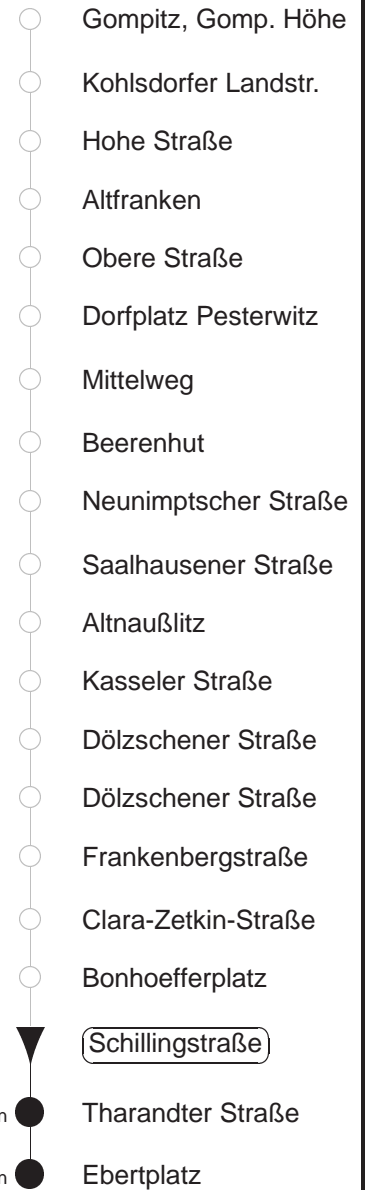 Gompitz, Gomp. Höhe
Kohlsdorfer Landstr.
Hohe Straße
Altfranken
Obere Straße
Dorfplatz Pesterwitz
Mittelweg
Beerenhut
Neunimptscher Straße
Saalhausener Straße
Altnaußlitz
Kasseler Straße
Dölzschener Straße
Dölzschener Straße
Frankenbergstraße
Clara-Zetkin-Straße
Bonhoefferplatz
Schillingstraße
Tharandter Straße
Ebertplatz